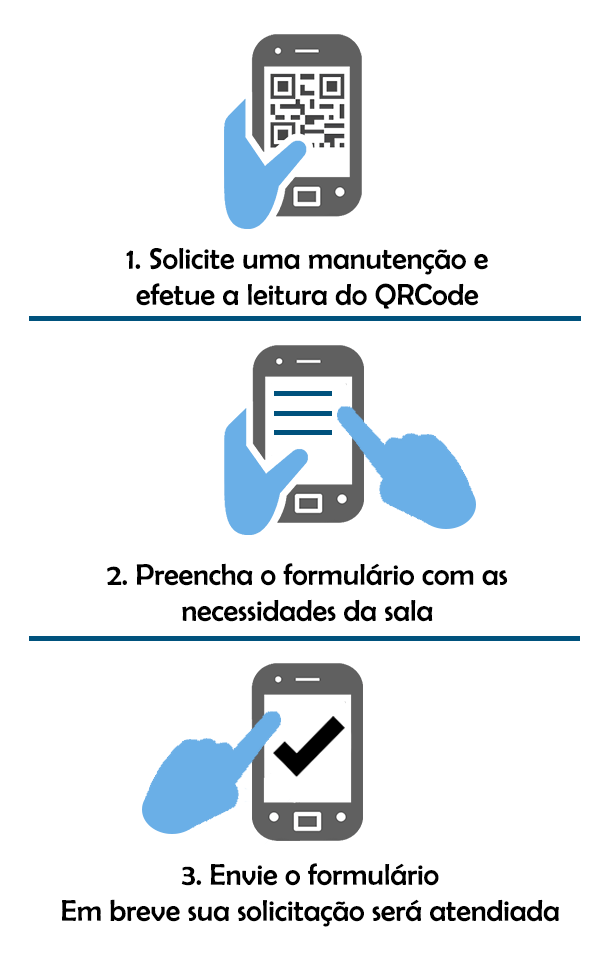 1. Solicite uma manutenção e
efetue a leitura do QRCode
2. Preencha o formulário com as
necessidades da sala
3. Envie o formulário
Em breve sua solicitação será atendiada